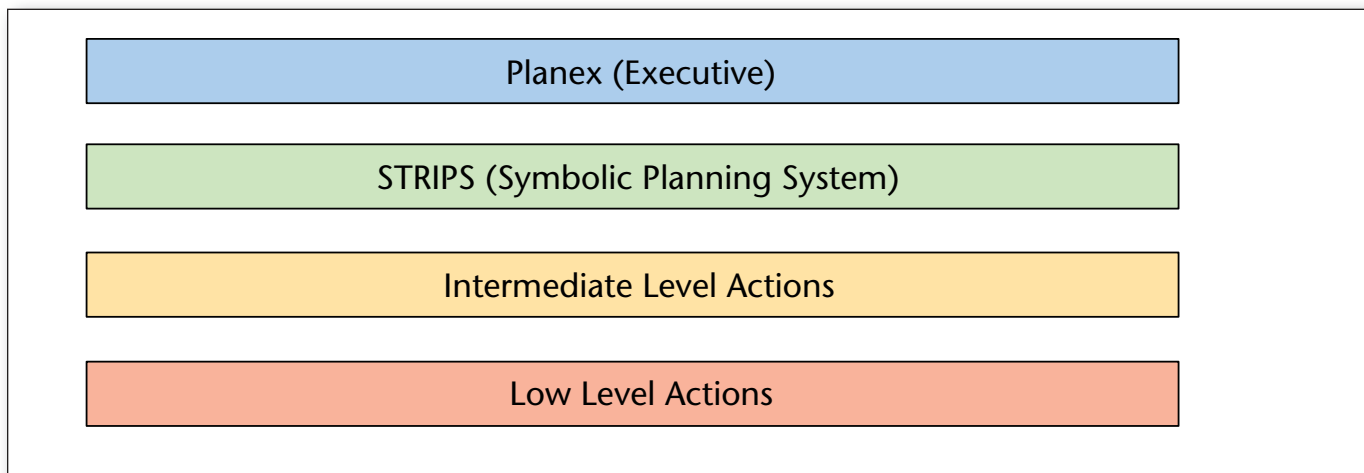 Planex (Executive)
STRIPS (Symbolic Planning System)
Intermediate Level Actions
Low Level Actions